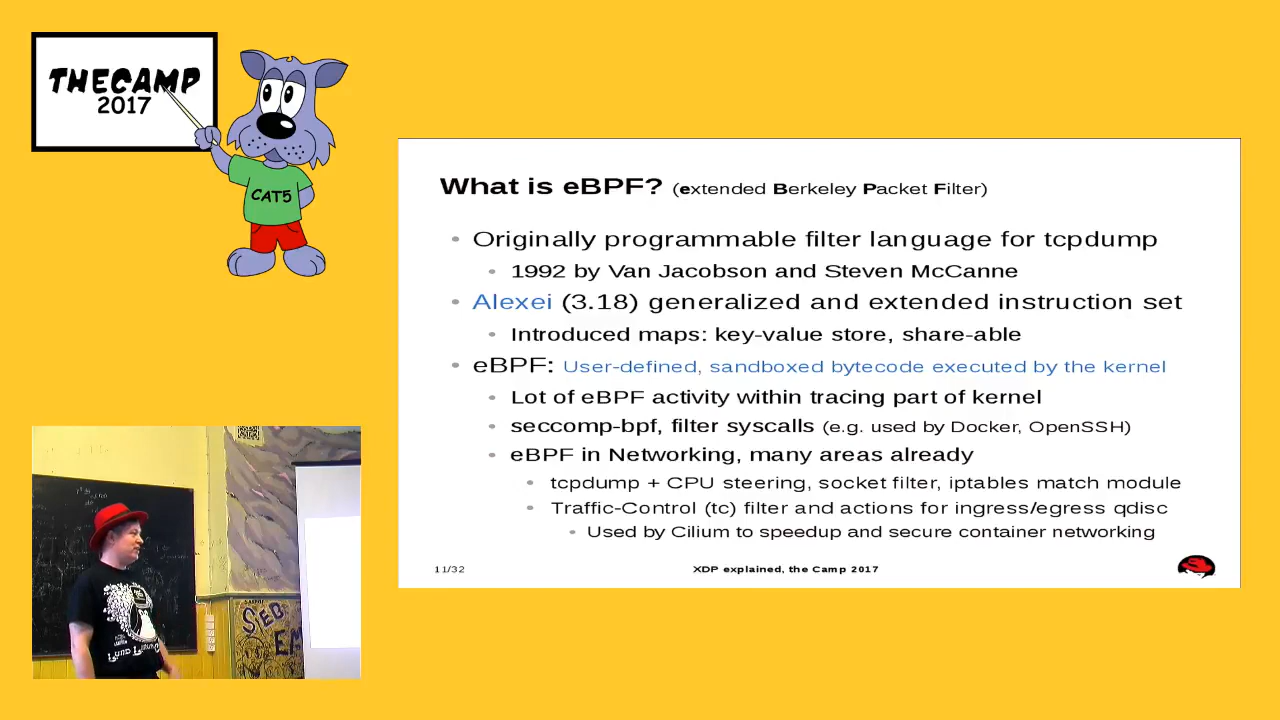 THECAMP
2017
CAT5
What is eBPF? (extended Berkeley Packet Filter)
Originally programmable filter language for tcpdump
1992 by Van Jacobson and Steven McCanne
Alexei (3.18) generalized and extended instruction set
Introduced maps: key-value store, share-able
eBPF: User-defined, sandboxed bytecode executed by the kernel
Lot of eBPF activity within tracing part of kernel
seccomp-bpf, filter syscalls (e.g. used by Docker, OpenSSH)
eBPF in Networking, many areas already
tcpdump + CPU steering, socket filter, iptables match module
Traffic-Control (tc) filter and actions for ingress/egress qdisc
Used by Cilium to speedup and secure container networking
11/32
XDP explained, the Camp 2017